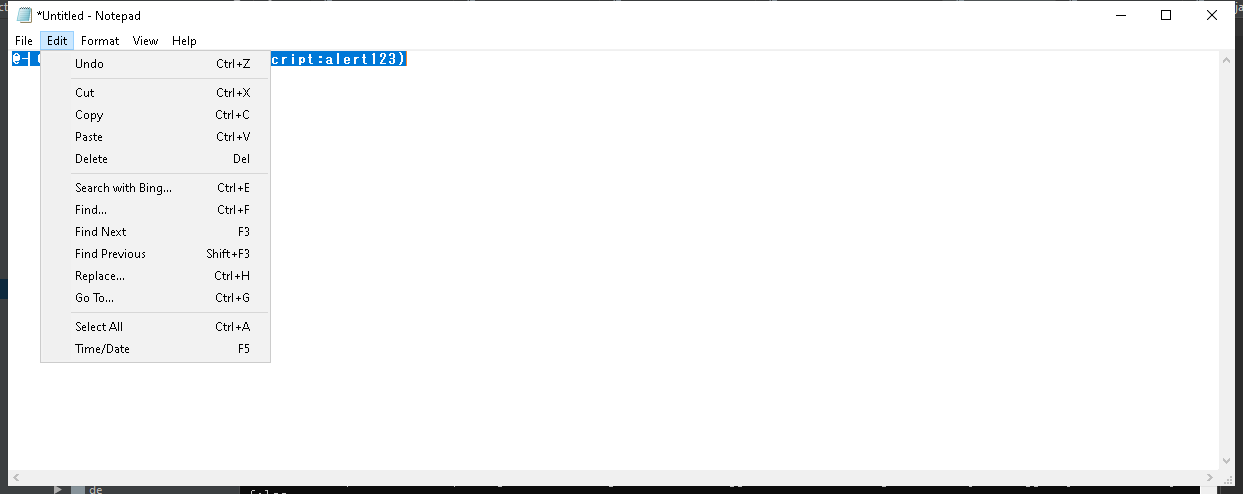 *Untitled - Notepad
File Edit Format View Help
cript:alert123)
Undo Ctrl+Z
Cut Ctrl+X
Copy Ctrl+C
Paste Ctrl+V
Delete Del
Search with Bing... Ctrl+E
Find... Ctrl+F
Find Next F3
Find Previous Shift+F3
Replace... Ctrl+H
Go To... Ctrl+G
Select All Ctrl+A
Time/Date F5
de